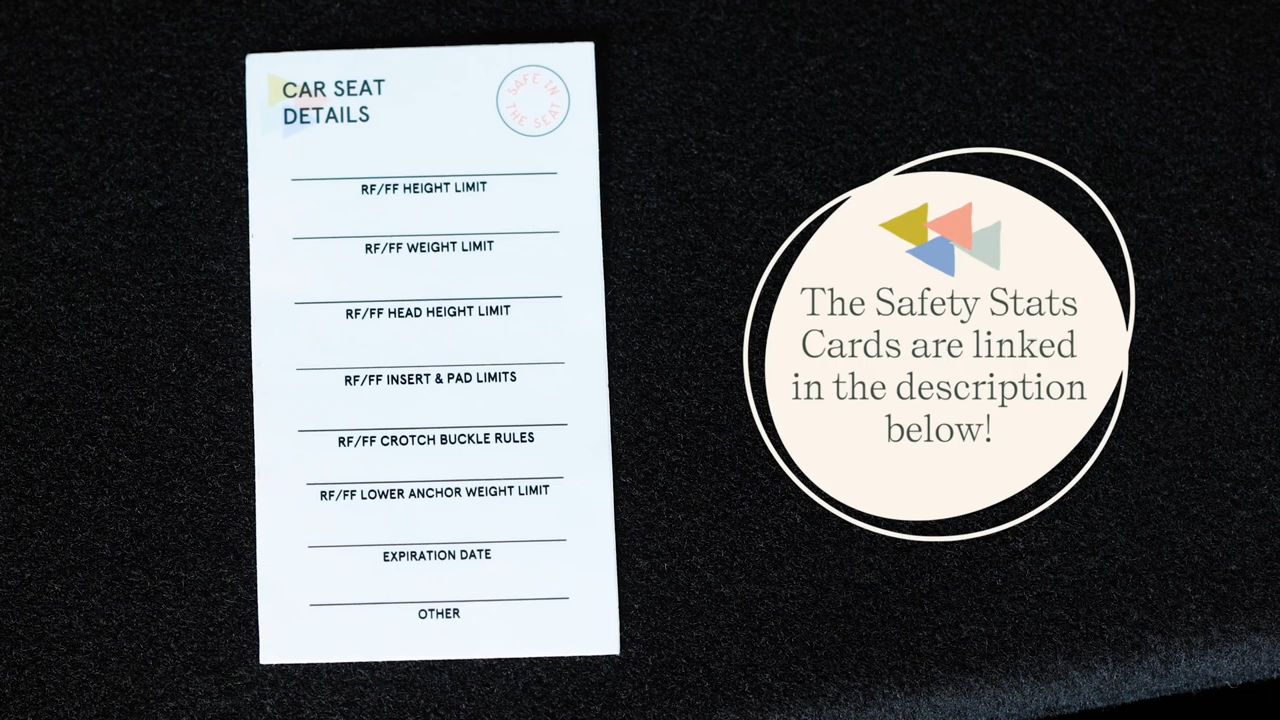 CAR SEAT
DETAILS
SAFE IN
THE SEAT
RF/FF HEIGHT LIMIT
RF/FF WEIGHT LIMIT
RF/FF HEAD HEIGHT LIMIT
RF/FF INSERT & PAD LIMITS
RF/FF CROTCH BUCKLE RULES
RF/FF LOWER ANCHOR WEIGHT LIMIT
EXPIRATION DATE
OTHER
The Safety Stats
Cards are linked
in the description
below!